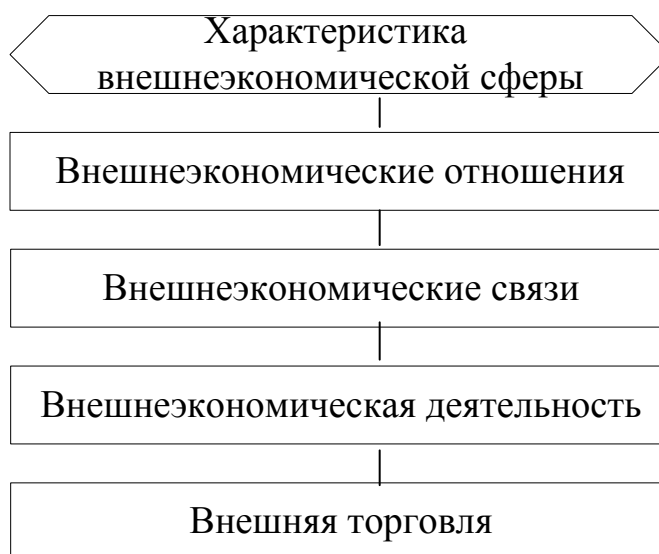 Характеристика
внешнеэкономической сферы
Внешнеэкономические отношения
Внешнеэкономические связи
Внешнеэкономическая деятельность
Внешняя торговля